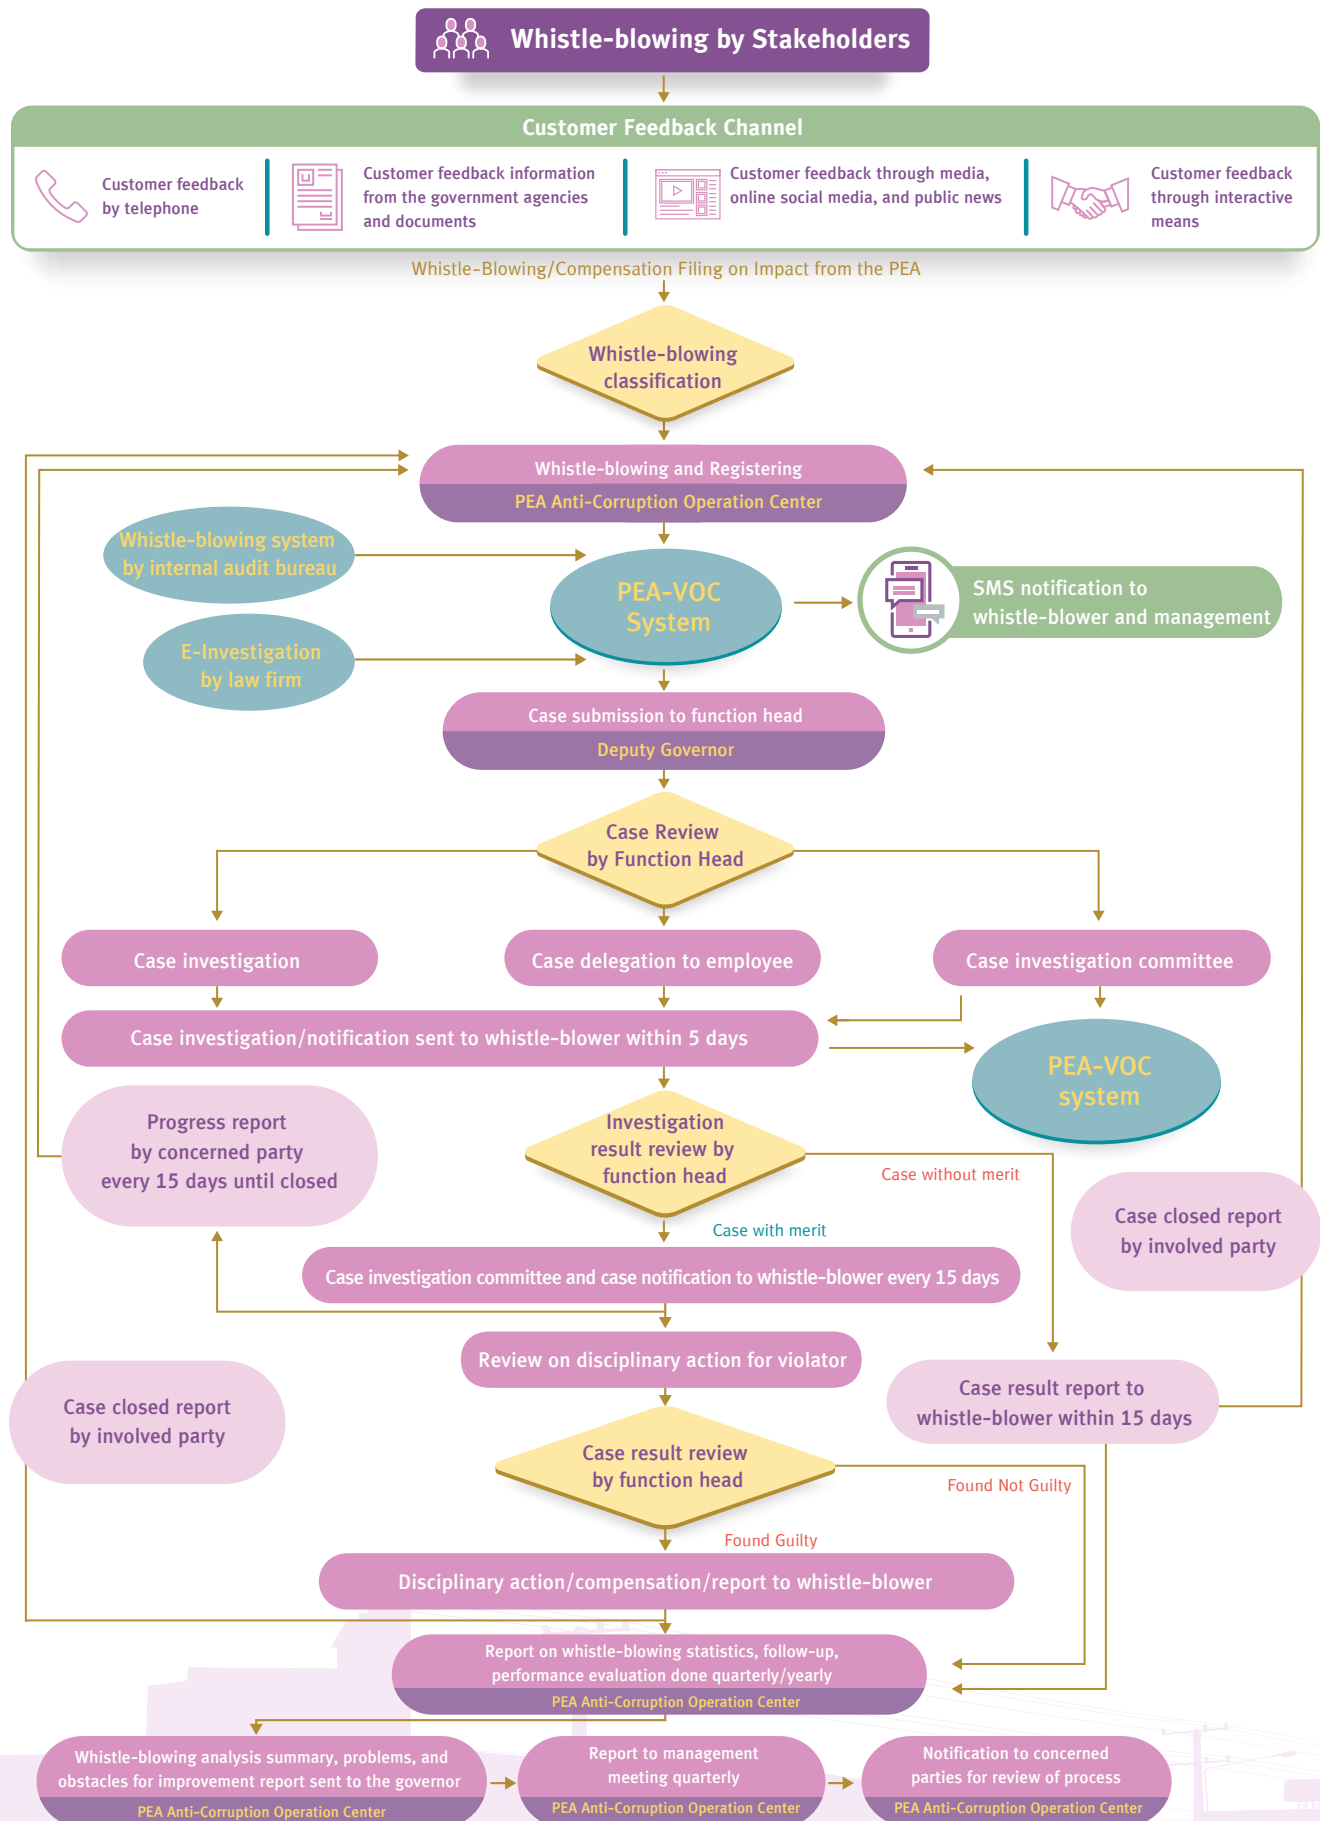 Whistle-blowing by Stakeholders
Customer Feedback Channel
Customer feedback
by telephone
Customer feedback information
from the government agencies
and documents
Customer feedback through media,
online social media, and public news
Customer feedback
through interactive
means
Whistle-Blowing/Compensation Filing on Impact from the PEA
Whistle-blowing
classification
Whistle-blowing and Registering
PEA Anti-Corruption Operation Center
Whistle-blowing system
by internal audit bureau
PEA-VOC
System
SMS notification to
whistle-blower and management
E-Investigation
by law firm
Case submission to function head
Deputy Governor
Case Review
by Function Head
Case investigation
Case delegation to employee
Case investigation committee
Case investigation/notification sent to whistle-blower within 5 days
PEA-VOC
system
Progress report
by concerned party
every 15 days until closed
Investigation
result review by
function head
Case without merit
Case with merit
Case closed report
by involved party
Case investigation committee and case notification to whistle-blower every 15 days
Review on disciplinary action for violator
Case closed report
by involved party
Case result report to
whistle-blower within 15 days
Case result review
by function head
Found Not Guilty
Found Guilty
Disciplinary action/compensation/report to whistle-blower
Report on whistle-blowing statistics, follow-up,
performance evaluation done quarterly/yearly
PEA Anti-Corruption Operation Center
Whistle-blowing analysis summary, problems, and
obstacles for improvement report sent to the governor
PEA Anti-Corruption Operation Center
Report to management
meeting quarterly
PEA Anti-Corruption Operation Center
Notification to concerned
parties for review of process
PEA Anti-Corruption Operation Center